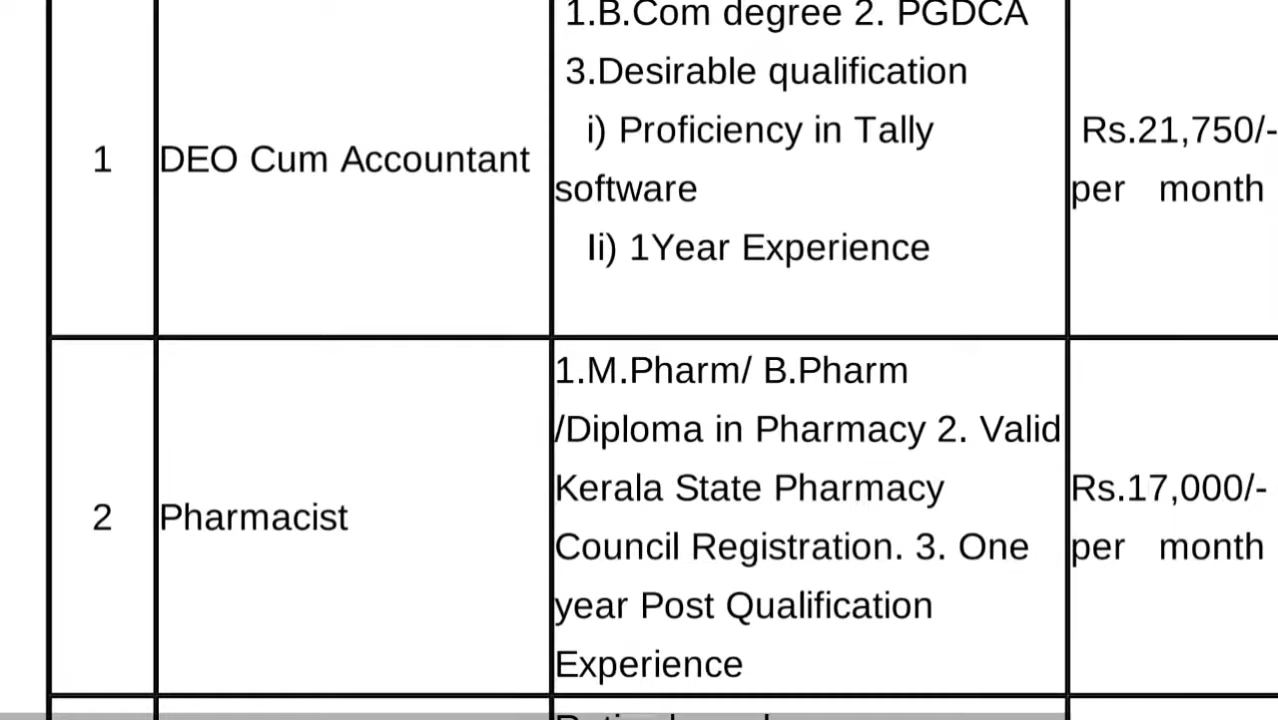 1.B.Com degree 2. PGDCA
3.Desirable qualification
i) Proficiency in Tally
software
Ii) 1Year Experience
1
DEO Cum Accountant
Rs.21,750/-
per month
1.M.Pharm/ B.Pharm
/Diploma in Pharmacy 2. Valid
Kerala State Pharmacy
Council Registration. 3. One
year Post Qualification
Experience
2
Pharmacist
Rs.17,000/-
per month